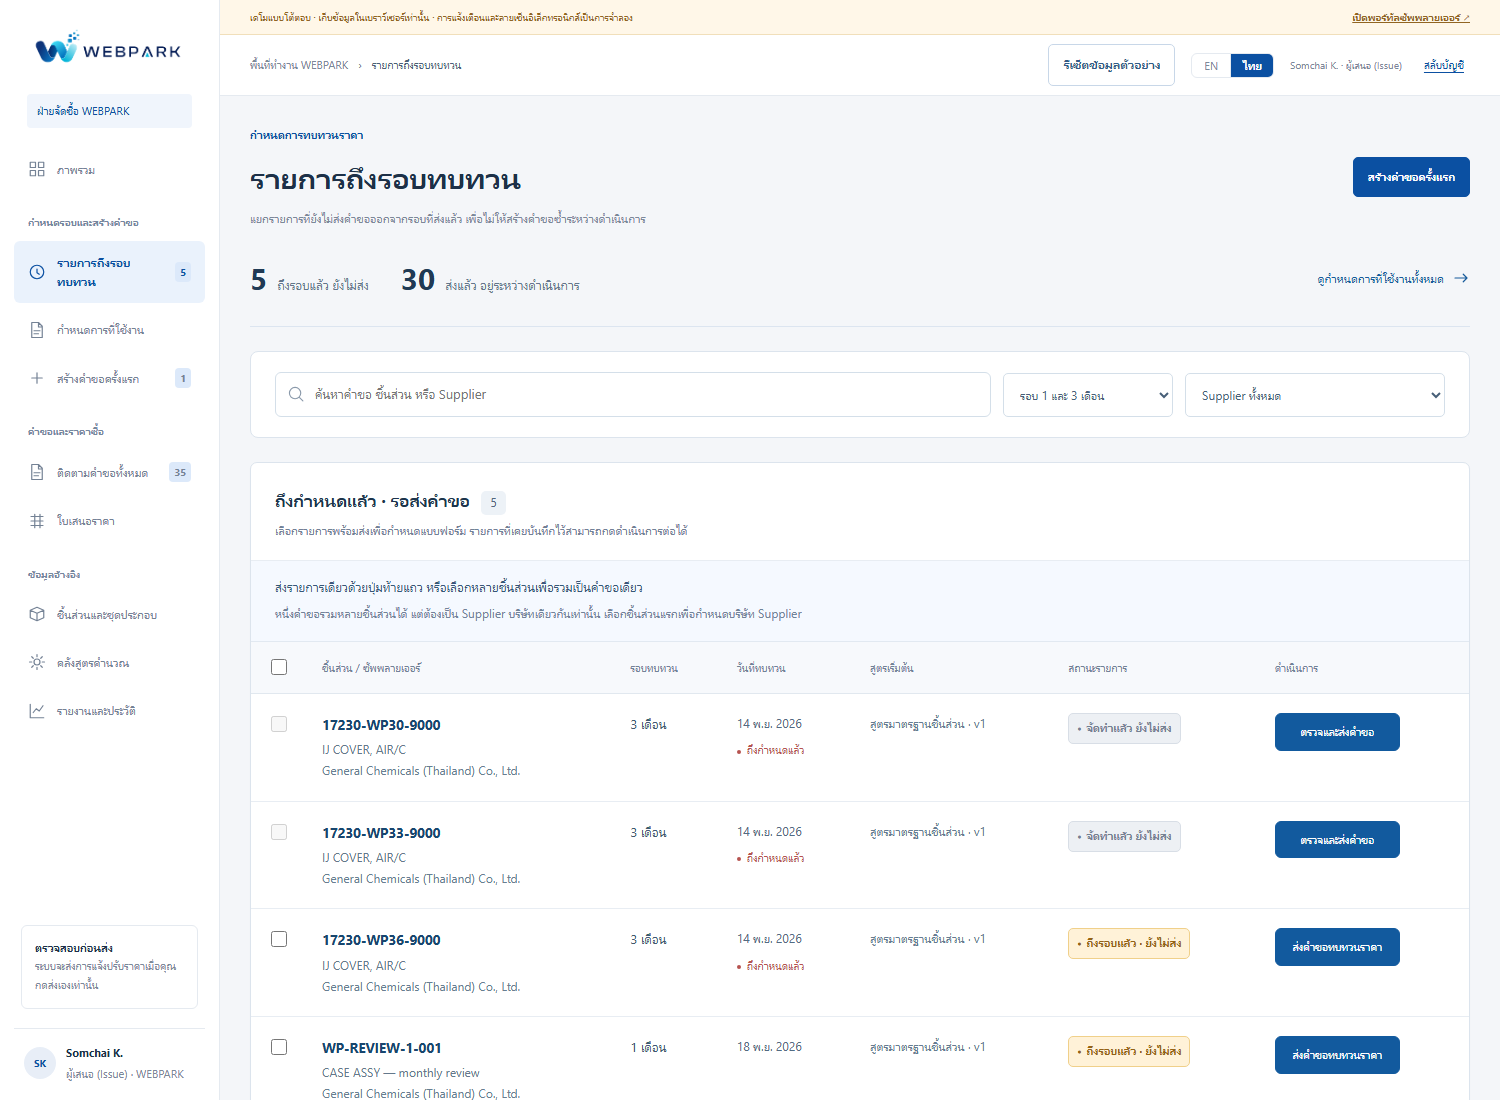 เดโมแบบโต้ตอบ · เก็บข้อมูลในเบราว์เซอร์เท่านั้น · การแจ้งเตือนและลายเซ็นอิเล็กทรอนิกส์เป็นการจำลอง
เปิดพอร์ทัลซัพพลายเออร์ ↗
WEBPARK
พื้นที่ทำงาน WEBPARK › รายการถึงรอบทบทวน
รีเซ็ตข้อมูลตัวอย่าง
EN ไทย
Somchai K. · ผู้เสนอ (Issue)
สลับบัญชี
ฝ่ายจัดซื้อ WEBPARK
ภาพรวม
กำหนดรอบและสร้างคำขอ
รายการถึงรอบ
ทบทวน
5
กำหนดการที่ใช้งาน
สร้างคำขอครั้งแรก 1
คำขอและราคาซื้อ
ติดตามคำขอทั้งหมด 35
ใบเสนอราคา
ข้อมูลอ้างอิง
ชิ้นส่วนและชุดประกอบ
คลังสูตรคำนวณ
รายงานและประวัติ
ตรวจสอบก่อนส่ง
ระบบจะส่งการแจ้งปรับราคาเมื่อคุณ
กดส่งเองเท่านั้น
SK
Somchai K.
ผู้เสนอ (Issue) · WEBPARK
กำหนดการทบทวนราคา
รายการถึงรอบทบทวน
สร้างคำขอครั้งแรก
แยกรายการที่ยังไม่ส่งคำขอออกจากรอบที่ส่งแล้ว เพื่อไม่ให้สร้างคำขอซ้ำระหว่างดำเนินการ
5 ถึงรอบแล้ว ยังไม่ส่ง 30 ส่งแล้ว อยู่ระหว่างดำเนินการ
ดูกำหนดการที่ใช้งานทั้งหมด →
ค้นหาคำขอ ชิ้นส่วน หรือ Supplier
รอบ 1 และ 3 เดือน
Supplier ทั้งหมด
ถึงกำหนดแล้ว · รอส่งคำขอ 5
เลือกรายการพร้อมส่งเพื่อกำหนดแบบฟอร์ม รายการที่เคยบันทึกไว้สามารถกดดำเนินการต่อได้
ส่งรายการเดียวด้วยปุ่มท้ายแถว หรือเลือกหลายชิ้นส่วนเพื่อรวมเป็นคำขอเดียว
หนึ่งคำขอรวมหลายชิ้นส่วนได้ แต่ต้องเป็น Supplier บริษัทเดียวกันเท่านั้น เลือกชิ้นส่วนแรกเพื่อกำหนดบริษัท Supplier
ชิ้นส่วน / ซัพพลายเออร์ รอบทบทวน วันที่ทบทวน สูตรเริ่มต้น สถานะรายการ ดำเนินการ
17230-WP30-9000 3 เดือน 14 พ.ย. 2026 สูตรมาตรฐานชิ้นส่วน · v1 • จัดทำแล้ว ยังไม่ส่ง ตรวจและส่งคำขอ
IJ COVER, AIR/C • ถึงกำหนดแล้ว
General Chemicals (Thailand) Co., Ltd.
17230-WP33-9000 3 เดือน 14 พ.ย. 2026 สูตรมาตรฐานชิ้นส่วน · v1 • จัดทำแล้ว ยังไม่ส่ง ตรวจและส่งคำขอ
IJ COVER, AIR/C • ถึงกำหนดแล้ว
General Chemicals (Thailand) Co., Ltd.
17230-WP36-9000 3 เดือน 14 พ.ย. 2026 สูตรมาตรฐานชิ้นส่วน · v1 • ถึงรอบแล้ว · ยังไม่ส่ง ส่งคำขอทบทวนราคา
IJ COVER, AIR/C • ถึงกำหนดแล้ว
General Chemicals (Thailand) Co., Ltd.
WP-REVIEW-1-001 1 เดือน 18 พ.ย. 2026 สูตรมาตรฐานชิ้นส่วน · v1 • ถึงรอบแล้ว · ยังไม่ส่ง ส่งคำขอทบทวนราคา
CASE ASSY — monthly review
General Chemicals (Thailand) Co., Ltd.